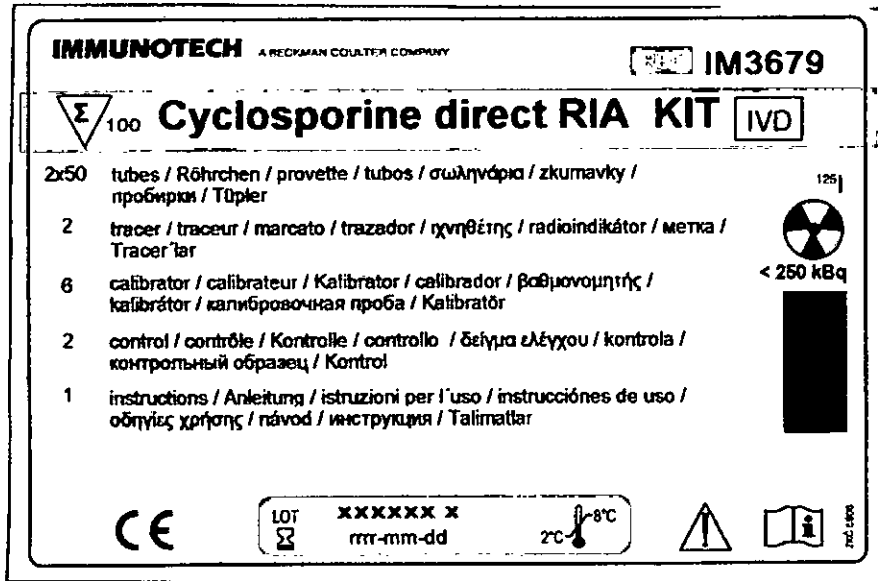 IMMUNOTECH A BECKMAN COULTER COMPANY
REF IM3679
Σ 100 Cyclosporine direct RIA KIT IVD
2x50 tubes / Röhrchen / provette / tubos / σωληνάρια / zkumavky /
пробирки / Tüpler
125I
2 tracer / traceur / marcato / trazador / ιχνηθέτης / radioindikátor / метка /
Tracer´lar
6 calibrator / calibrateur / Kalibrator / calibrador / βαθμονομητής /
kalibrátor / калибровочная проба / Kalibratör
< 250 kBq
2 control / contrôle / Kontrolle / controllo / δείγμα ελέγχου / kontrola /
контрольный образец / Kontrol
1 instructions / Anleitung / istruzioni per l´uso / instrucciónes de uso /
οδηγίες χρήσης / návod / инструкция / Talimatlar
CE
LOT XXXXXX X
rrrr-mm-dd
2°C 8°C
i